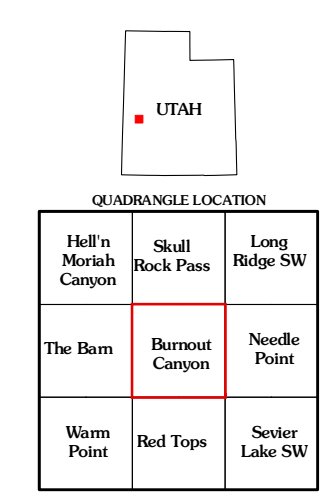 UTAH
QUADRANGLE LOCATION
Hell'n
Moriah
Canyon
Skull
Rock Pass
Long
Ridge SW
The Barn
Burnout
Canyon
Needle
Point
Warm
Point
Red Tops
Sevier
Lake SW